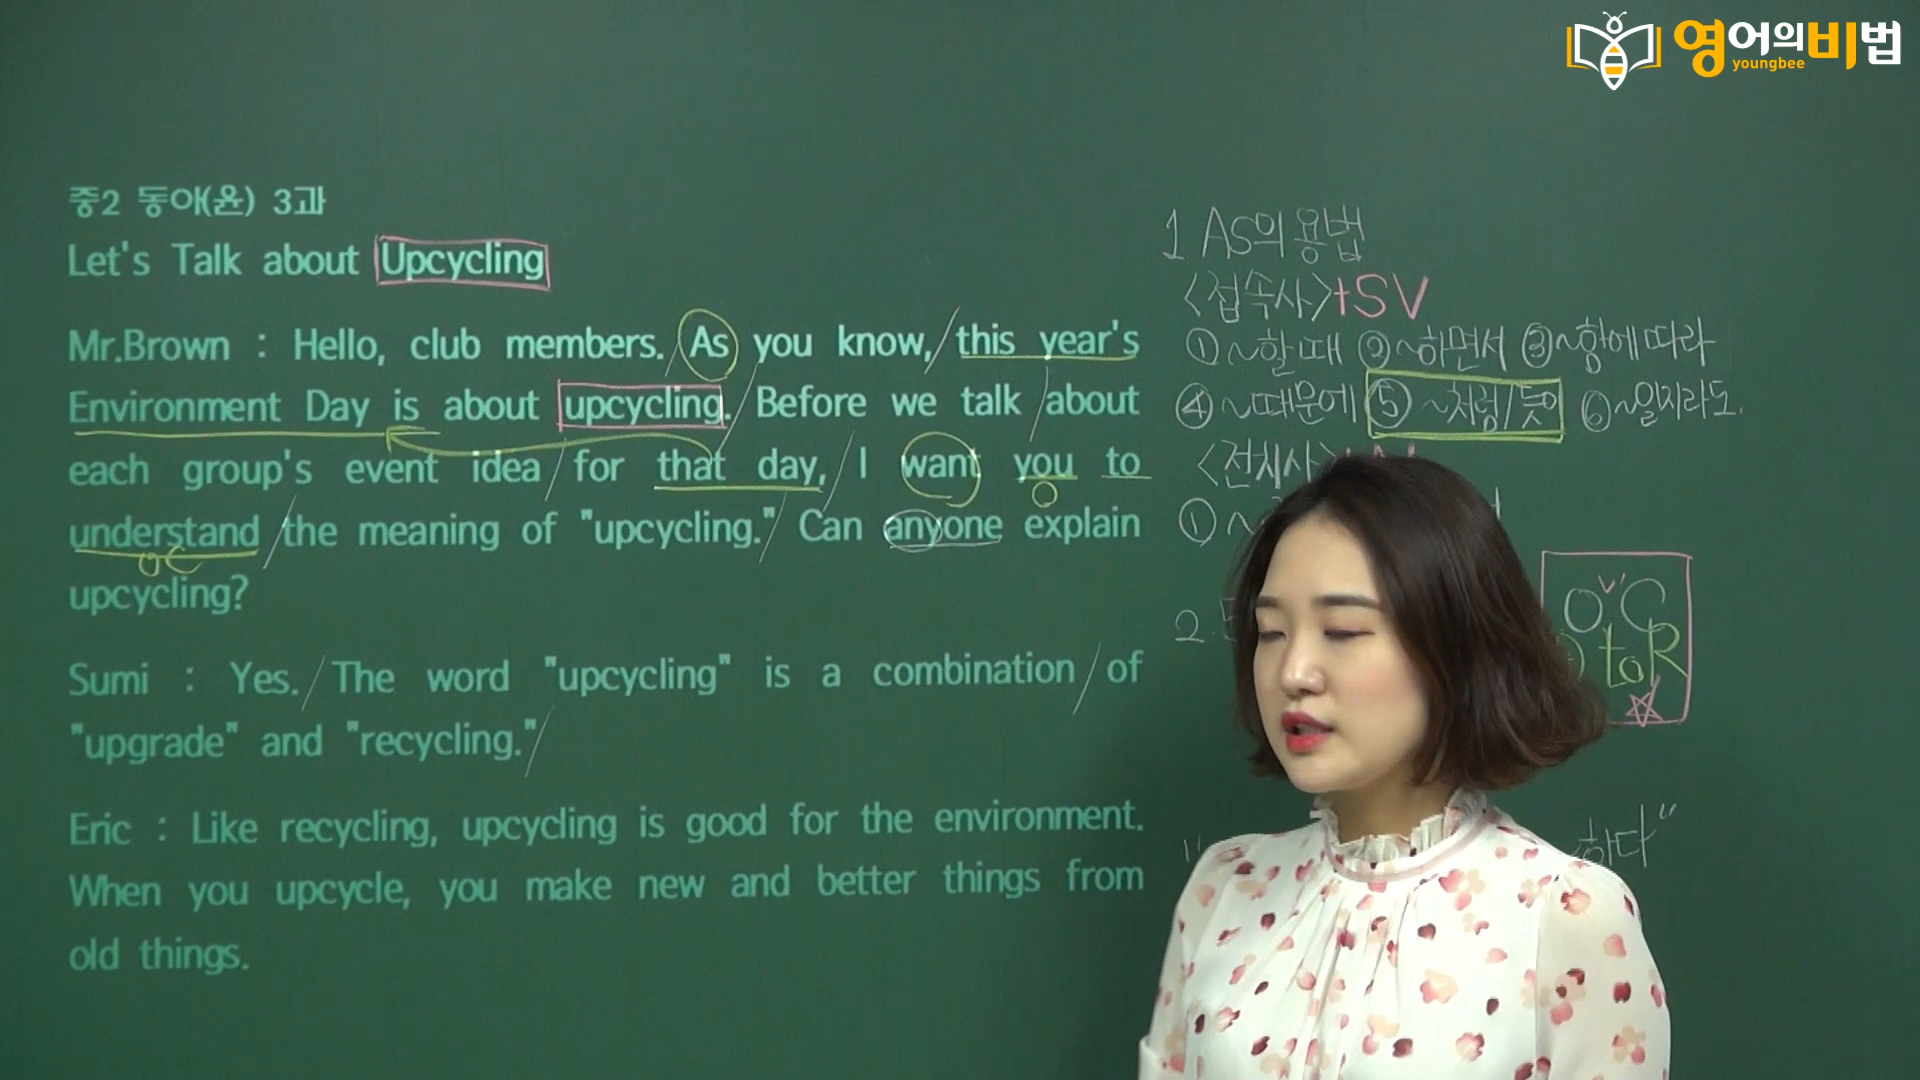 영어의비법
youngbee
중2 동아(윤) 3과
Let's Talk about Upcycling
Mr.Brown : Hello, club members. As you know, this year's
Environment Day is about upcycling. Before we talk about
each group's event idea for that day, I want you to
understand the meaning of "upcycling." Can anyone explain
O OC
upcycling?
Sumi : Yes. The word "upcycling" is a combination of
"upgrade" and "recycling."
Eric : Like recycling, upcycling is good for the environment.
When you upcycle, you make new and better things from
old things.
1 As의 용법
<접속사>+SV
① ~할 때 ② ~하면서 ③ ~함에 따라
④ ~때문에 ⑤ ~처럼/듯이 ⑥ ~일지라도.
<전치사>
① ~
2.
O C
to R
하다"